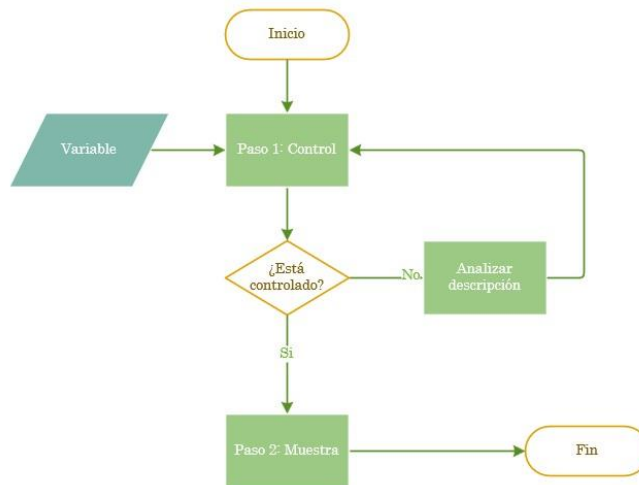 Inicio
Variable
Paso 1: Control
¿Está
controlado?
No
Analizar
descripción
Si
Paso 2: Muestra
Fin